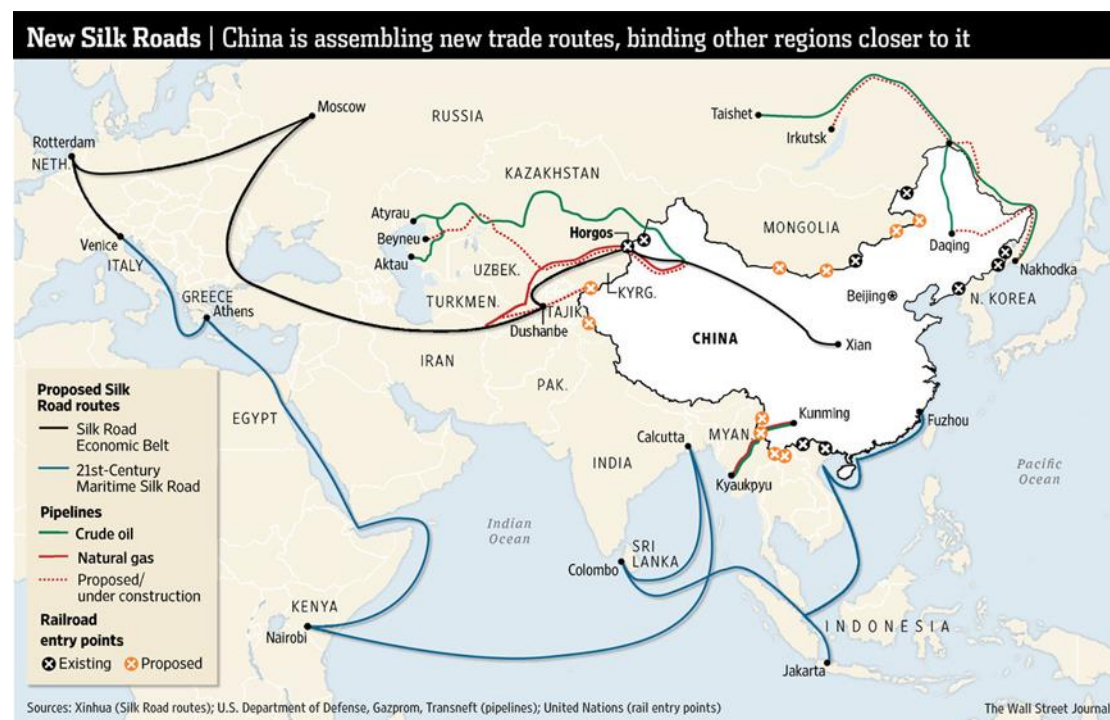 New Silk Roads | China is assembling new trade routes, binding other regions closer to it
Moscow
RUSSIA
Taishet
Irkutsk
Rotterdam
NETH.
KAZAKHSTAN
Atyrau
Beyneu
Aktau
Horgos
MONGOLIA
Daqing
Nakhodka
Venice
ITALY
UZBEK.
GREECE
Athens
TURKMEN.
KYRG.
TAJIK.
Dushanbe
Beijing
N. KOREA
CHINA
Xian
IRAN
PAK.
EGYPT
Calcutta
MYAN.
Kunming
Fuzhou
INDIA
Kyaukpyu
Pacific
Ocean
Indian
Ocean
SRI
LANKA
Colombo
KENYA
Nairobi
INDONESIA
Jakarta
Proposed Silk
Road routes
Silk Road
Economic Belt
21st-Century
Maritime Silk Road
Pipelines
Crude oil
Natural gas
Proposed/
under construction
Railroad
entry points
Existing
Proposed
Sources: Xinhua (Silk Road routes); U.S. Department of Defense, Gazprom, Transneft (pipelines); United Nations (rail entry points)
The Wall Street Journal